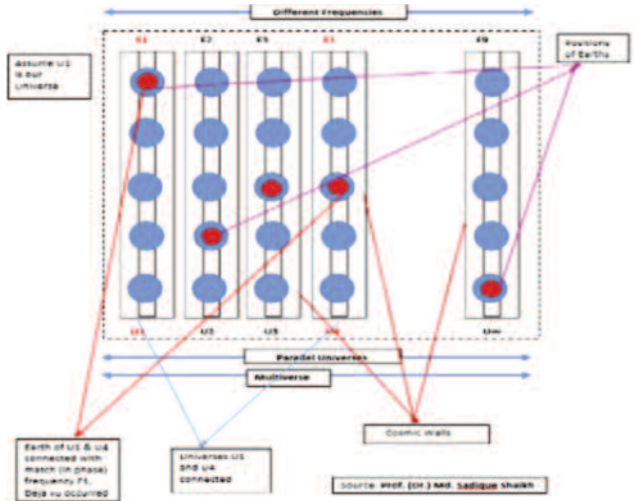 Different Frequencies
F1 F2 F3 F1
Positions
of Earths
Assume U1
is our
Universe
U1 U2 U3 U4
Parallel Universes
Multiverse
Earth of U1 & U4
connected with
match (in phase)
frequency F1,
Deja vu occurred
Universes U1
and U4
connected
Cosmic Walls
Source: Prof. (Dr.) Md. Sadique Shaikh